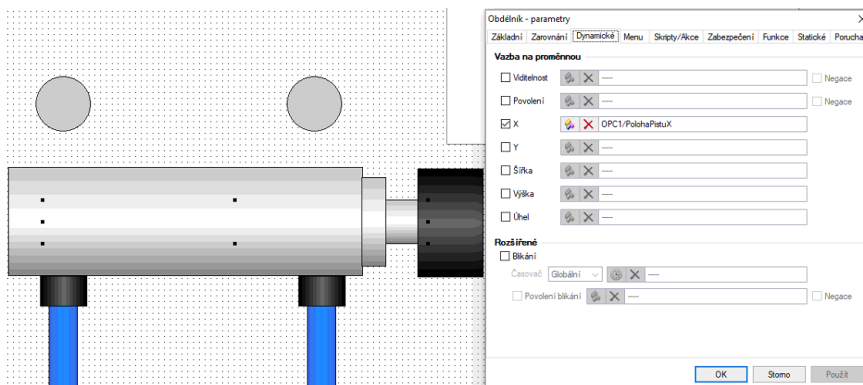 Obdélník - parametry
Základní Zarovnání Dynamické Menu Skripty/Akce Zabezpečení Funkce Statické Porucha
Vazba na proměnnou
Viditelnost ---- Negace
Povolení ---- Negace
X OPC1/PolohaPistuX
Y ----
Šířka ----
Výška ----
Úhel ----
Rozšířené
Blikání
Časovač Globální ----
Povolení blikání ---- Negace
OK Storno Použít